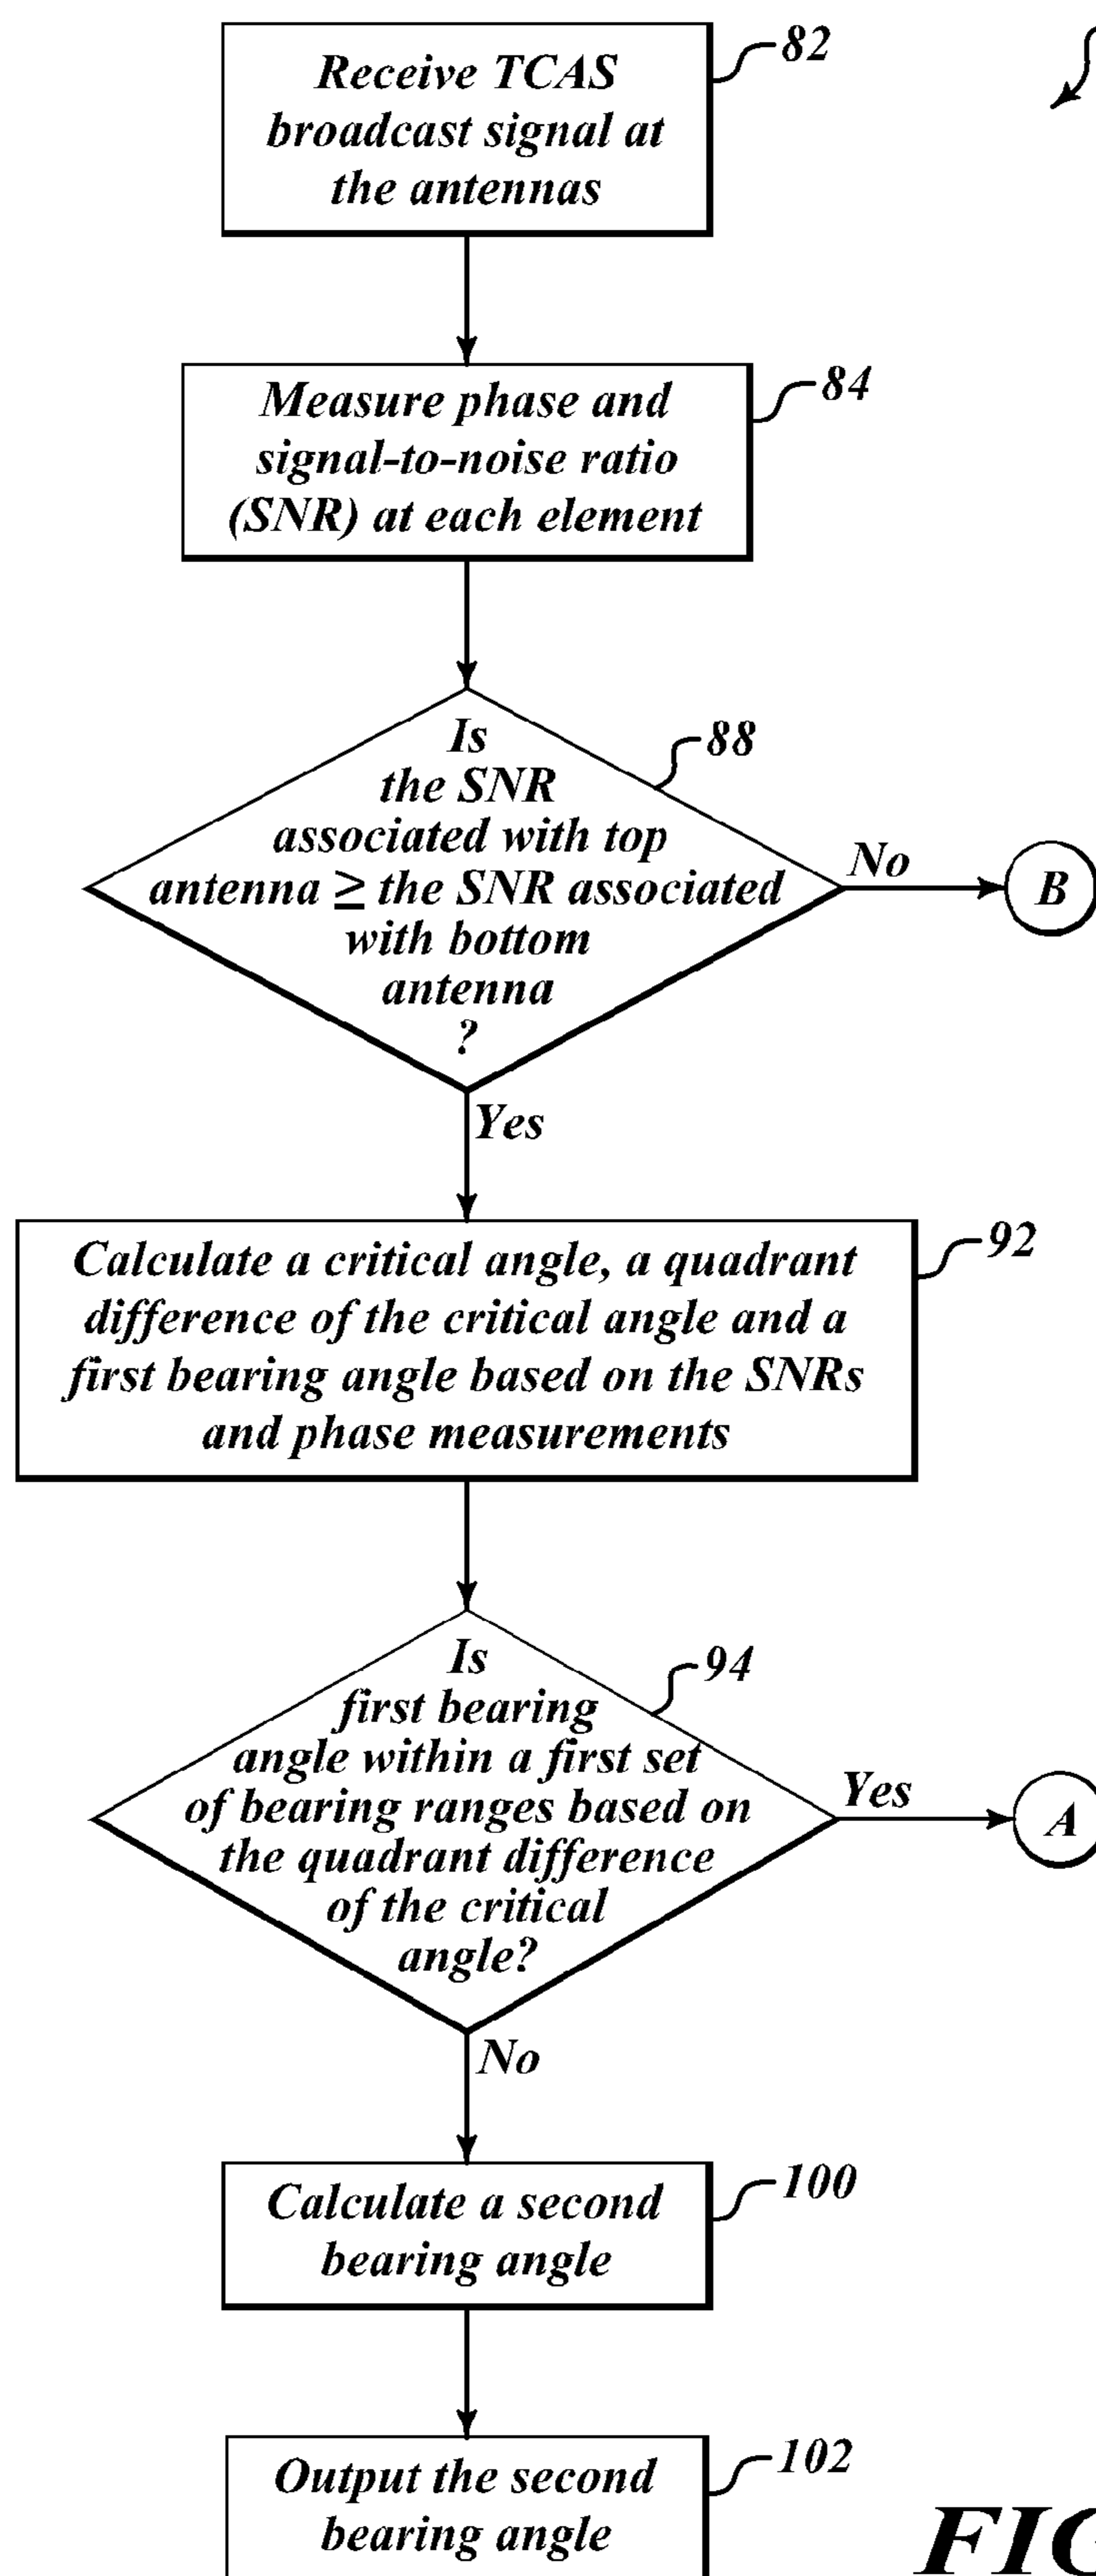 Receive TCAS
broadcast signal at
the antennas
82
Measure phase and
signal-to-noise ratio
(SNR) at each element
84
Is
the SNR
associated with top
antenna ≥ the SNR associated
with bottom
antenna
?
88
No
B
Yes
Calculate a critical angle, a quadrant
difference of the critical angle and a
first bearing angle based on the SNRs
and phase measurements
92
Is
first bearing
angle within a first set
of bearing ranges based on
the quadrant difference
of the critical
angle?
94
Yes
A
No
Calculate a second
bearing angle
100
Output the second
bearing angle
102
FIG